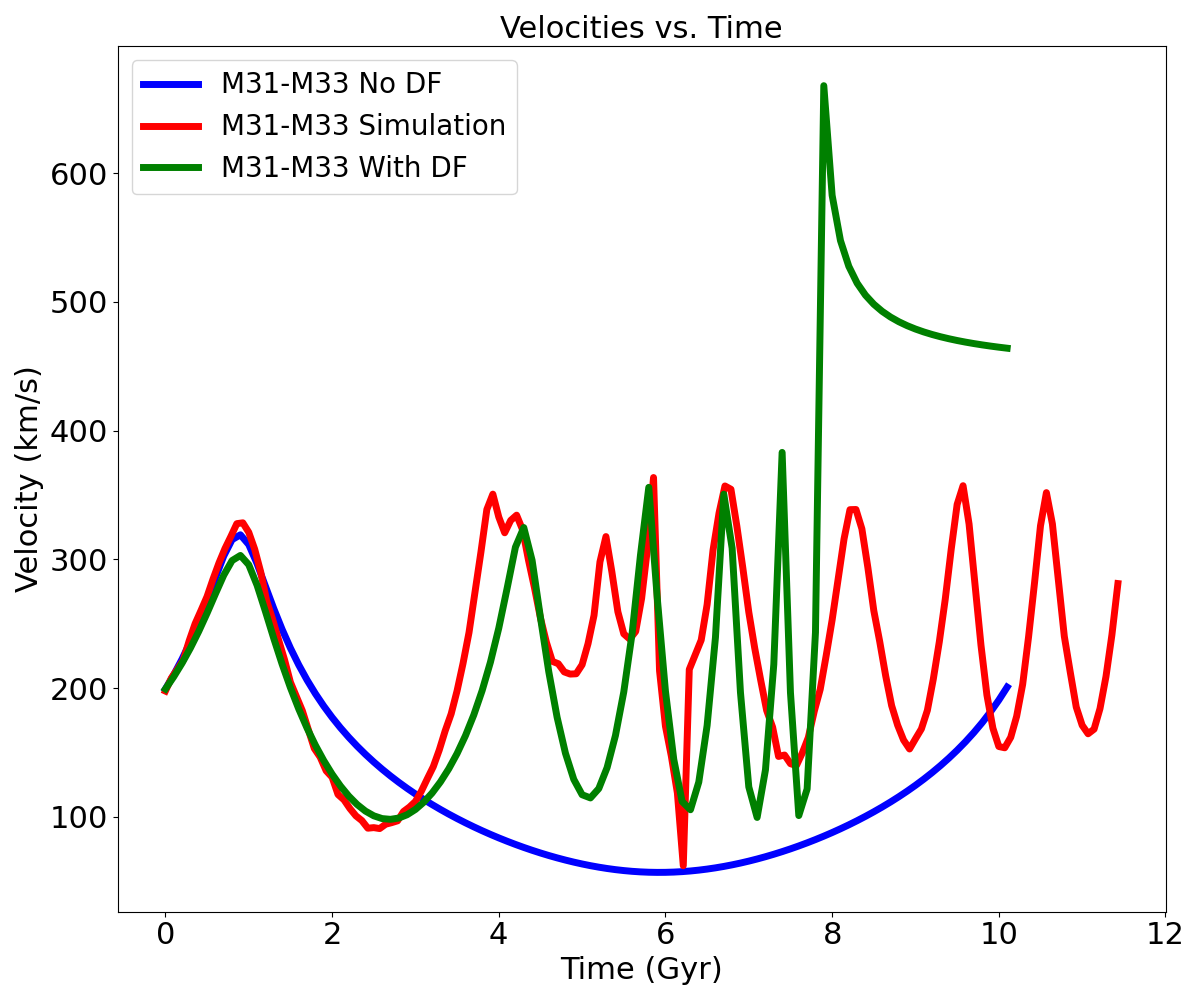 Velocities vs. Time
M31-M33 No DF
M31-M33 Simulation
M31-M33 With DF
Velocity (km/s)
600
500
400
300
200
100
0 2 4 6 8 10 12
Time (Gyr)